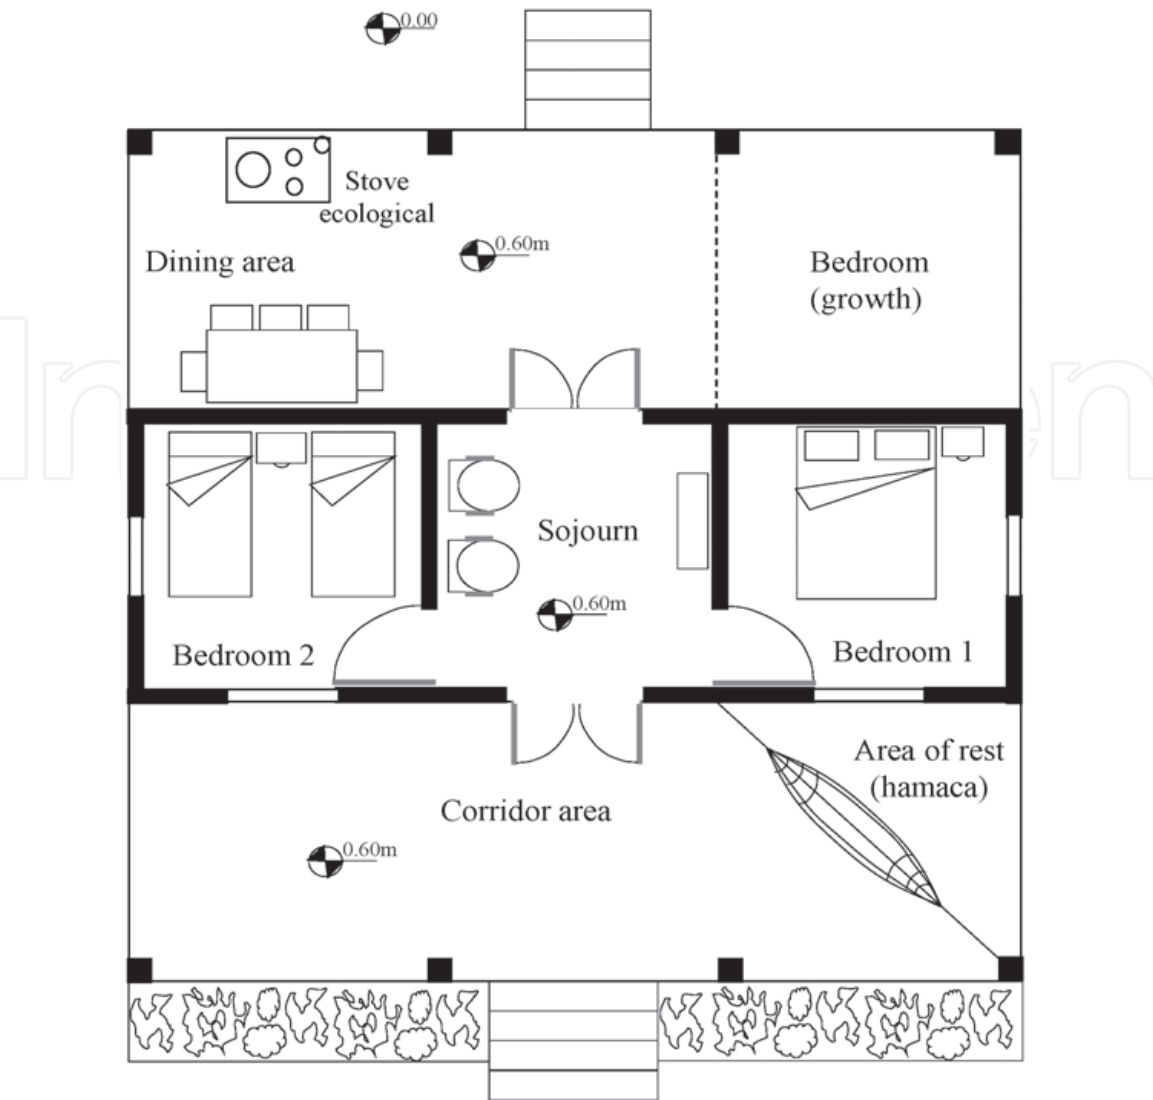 0.00
Stove
ecological
0.60m
Dining area
Bedroom
(growth)
Sojourn
0.60m
Bedroom 2
Bedroom 1
Area of rest
(hamaca)
Corridor area
0.60m